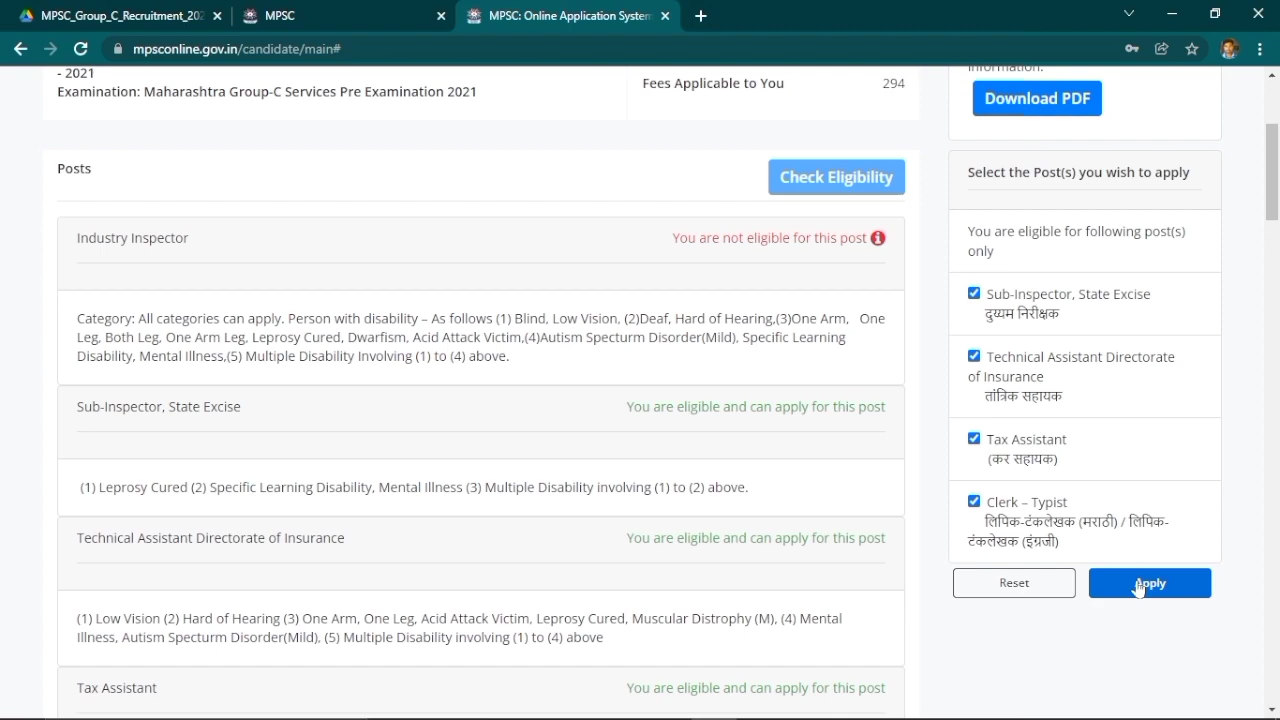 MPSC_Group_C_Recruitment_202
MPSC
MPSC: Online Application System
mpsconline.gov.in/candidate/main#
- 2021
Examination: Maharashtra Group-C Services Pre Examination 2021
Fees Applicable to You 294
Posts
Check Eligibility
Industry Inspector You are not eligible for this post
Category: All categories can apply. Person with disability – As follows (1) Blind, Low Vision, (2)Deaf, Hard of Hearing,(3)One Arm, One
Leg, Both Leg, One Arm Leg, Leprosy Cured, Dwarfism, Acid Attack Victim,(4)Autism Specturm Disorder(Mild), Specific Learning
Disability, Mental Illness,(5) Multiple Disability Involving (1) to (4) above.
Sub-Inspector, State Excise You are eligible and can apply for this post
(1) Leprosy Cured (2) Specific Learning Disability, Mental Illness (3) Multiple Disability involving (1) to (2) above.
Technical Assistant Directorate of Insurance You are eligible and can apply for this post
(1) Low Vision (2) Hard of Hearing (3) One Arm, One Leg, Acid Attack Victim, Leprosy Cured, Muscular Distrophy (M), (4) Mental
Illness, Autism Specturm Disorder(Mild), (5) Multiple Disability involving (1) to (4) above
Tax Assistant You are eligible and can apply for this post
information.
Download PDF
Select the Post(s) you wish to apply
You are eligible for following post(s)
only
Sub-Inspector, State Excise
दुय्यम निरीक्षक
Technical Assistant Directorate
of Insurance
तांत्रिक सहायक
Tax Assistant
(कर सहायक)
Clerk – Typist
लिपिक-टंकलेखक (मराठी) / लिपिक-
टंकलेखक (इंग्रजी)
Reset Apply